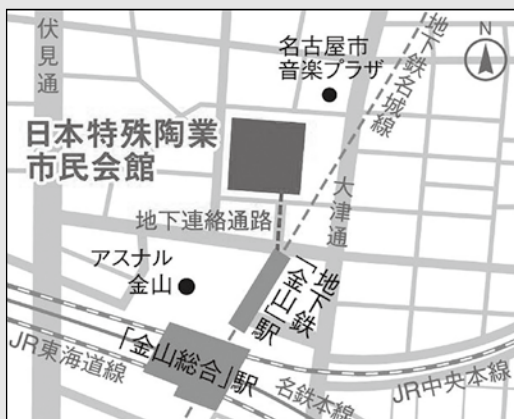 伏見通
名古屋市
音楽プラザ
地下鉄名城線
N
日本特殊陶業
市民会館
大津通
地下連絡通路
アスナル
金山
地下鉄
「金山」駅
「金山総合」駅
JR東海道線
名鉄本線
JR中央本線